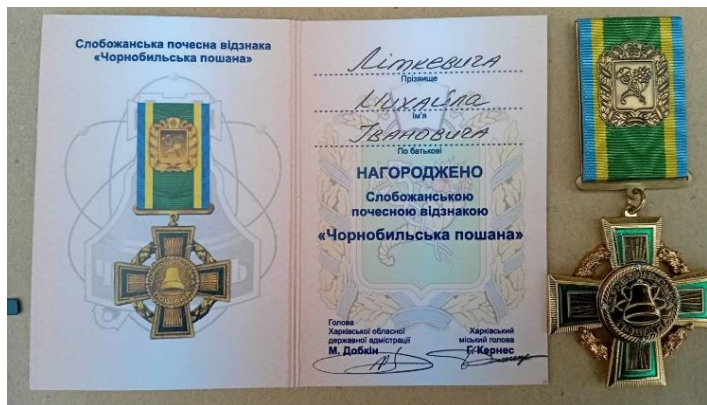 Слобожанська почесна відзнака
«Чорнобильська пошана»
Літкевича
Прізвище
Михайла
Ім'я
Івановича
По батькові
НАГОРОДЖЕНО
Слобожанською
почесною відзнакою
«Чорнобильська пошана»
Голова
Харківської обласної
державної адмістрації
М. Добкін
Харківський
міський голова
Г. Кернес